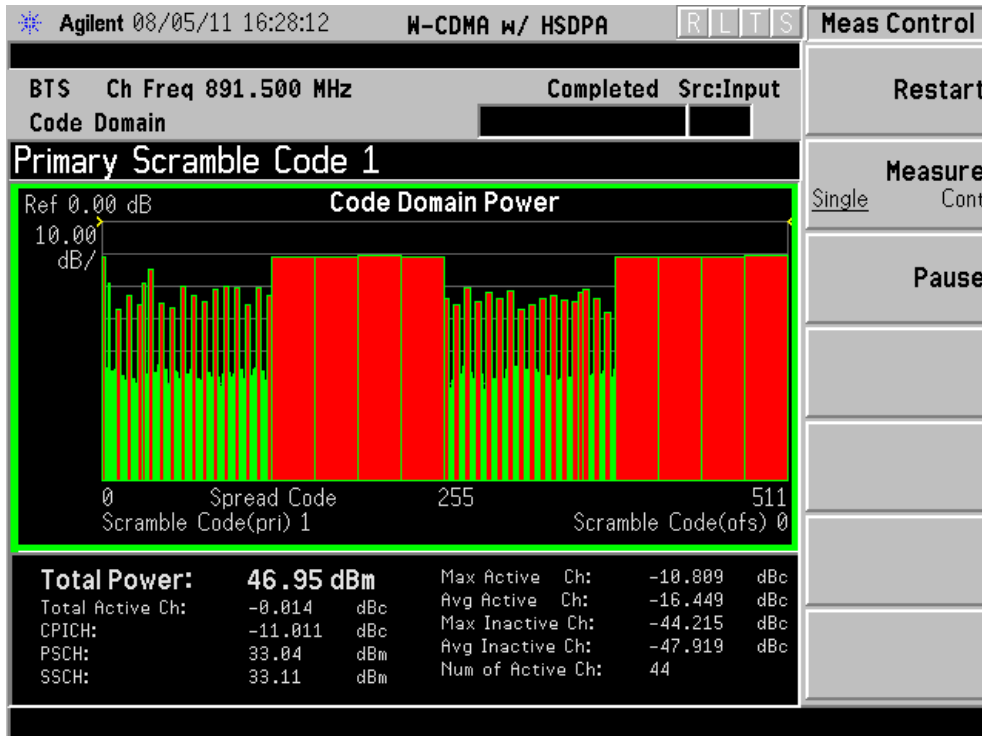 Agilent 08/05/11 16:28:12 W-CDMA w/ HSDPA R L T S Meas Control
BTS Ch Freq 891.500 MHz Completed Src:Input
Code Domain
Restart
Primary Scramble Code 1
Measure
Single Cont
Ref 0.00 dB Code Domain Power
10.00
dB/
Pause
0 Spread Code 255 511
Scramble Code(pri) 1 Scramble Code(ofs) 0
Total Power: 46.95 dBm
Total Active Ch: -0.014 dBc
CPICH: -11.011 dBc
PSCH: 33.04 dBm
SSCH: 33.11 dBm
Max Active Ch: -10.809 dBc
Avg Active Ch: -16.449 dBc
Max Inactive Ch: -44.215 dBc
Avg Inactive Ch: -47.919 dBc
Num of Active Ch: 44